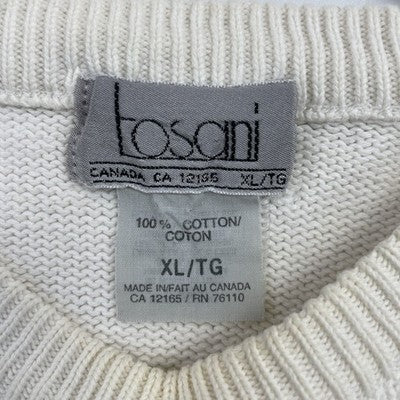 tosani
CANADA CA 12165 XL/TG
100% COTTON/
COTON
XL/TG
MADE IN/FAIT AU CANADA
CA 12165 / RN 76110